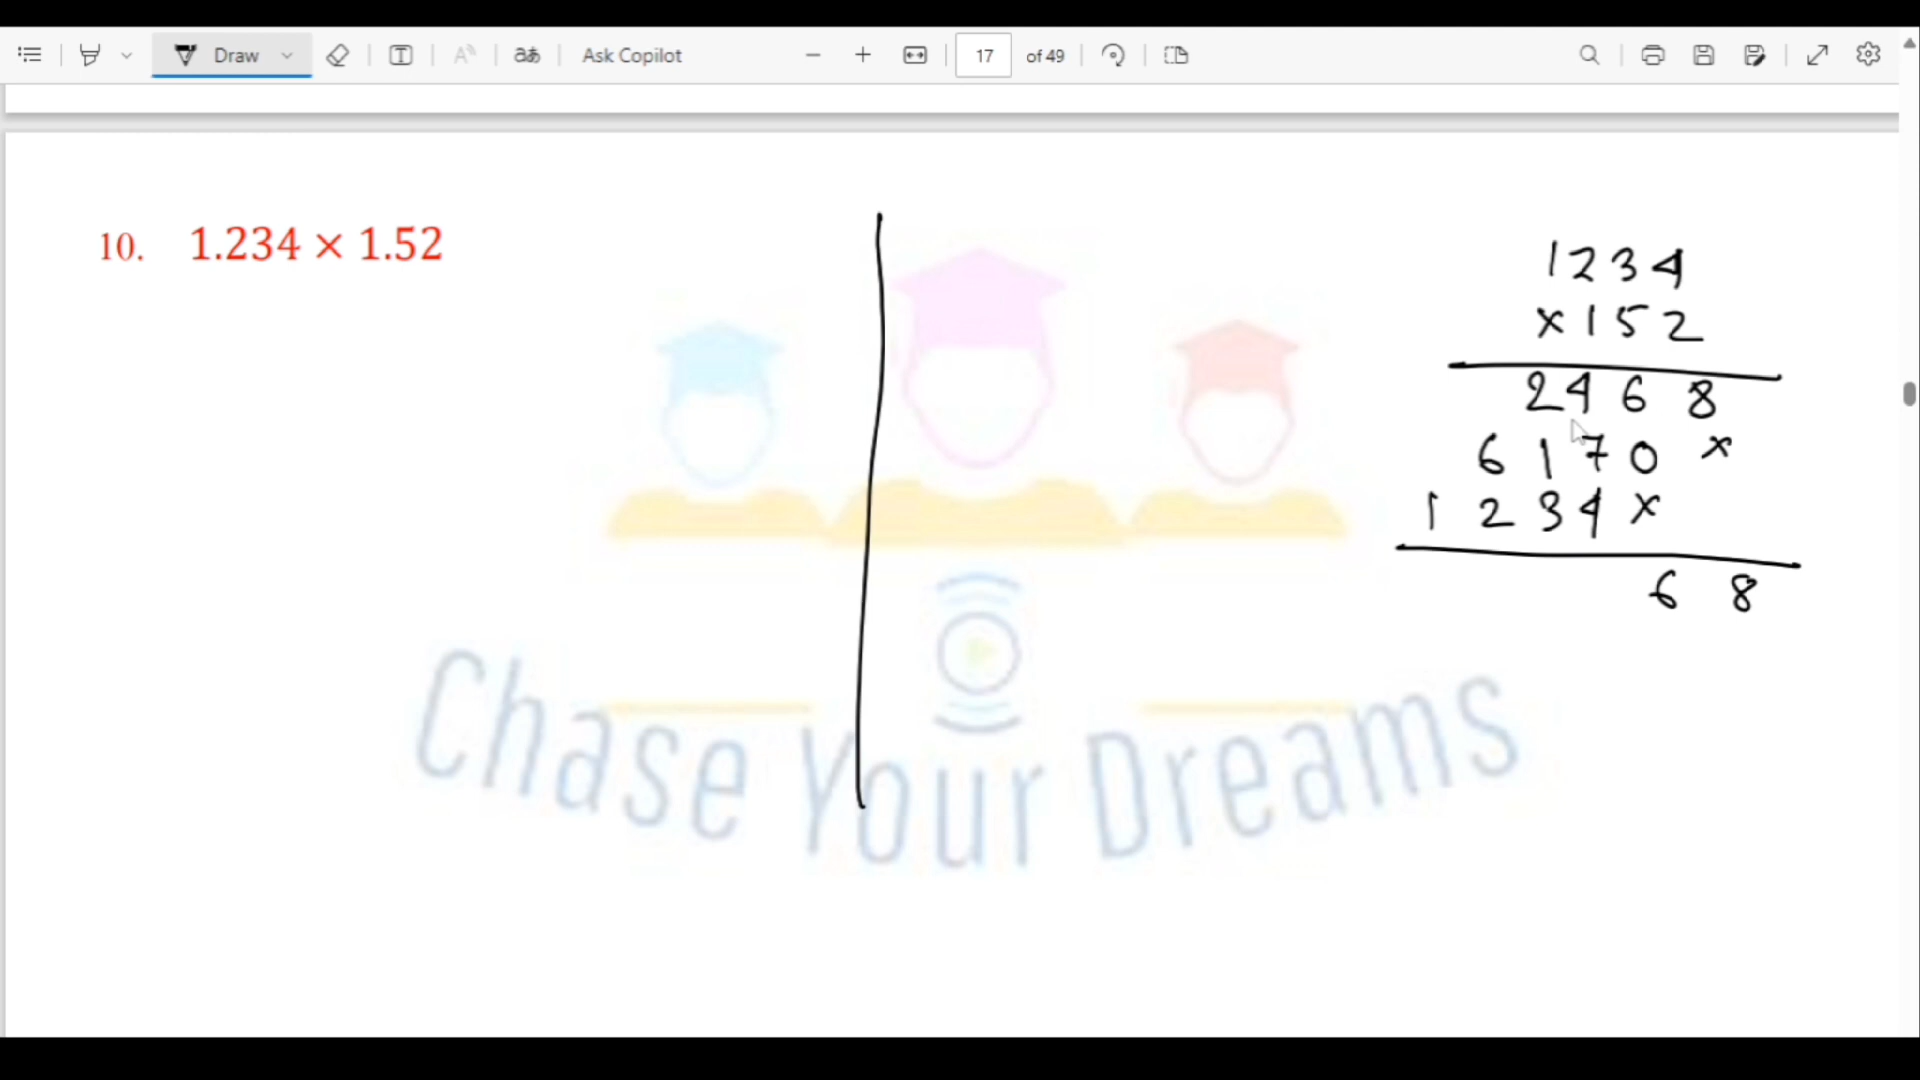 Draw Ask Copilot 17 of 49
10. 1.234 × 1.52
1234
×152
2468
6170×
1234×
68
Chase Your Dreams